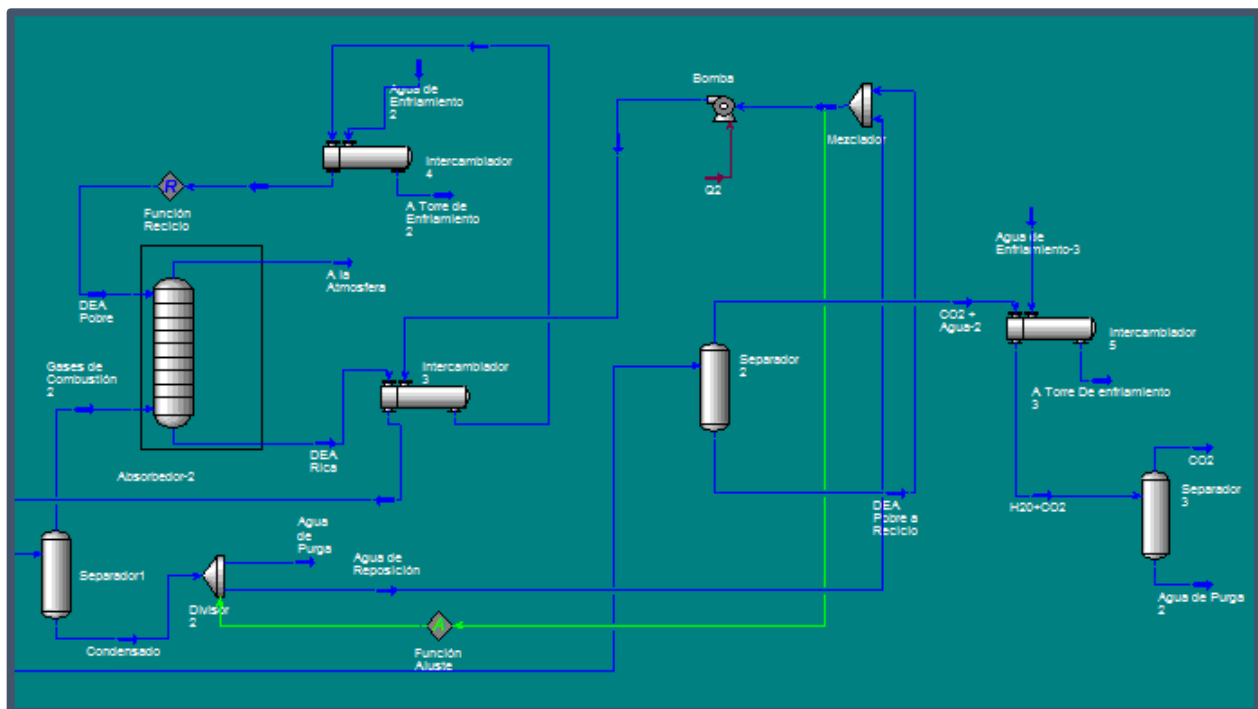 Agua de
Enfriamiento
2
Intercambiador
4
R
Función
Reciclo
A Torre de
Enfriamiento
2
A la
Atmosfera
DEA
Pobre
Gases de
Combustión
2
Absorbedor-2
DEA
Rica
Intercambiador
3
Bomba
Q2
Mezclador
Agua de
Enfriamiento-3
CO2 +
Agua-2
Intercambiador
5
A Torre De enfriamiento
3
Separador
2
DEA
Pobre a
Reciclo
H20+CO2
CO2
Separador
3
Agua de Purga
2
Separador1
Condensado
Divisor
2
Agua
de
Purga
Agua de
Reposición
A
Función
Ajuste